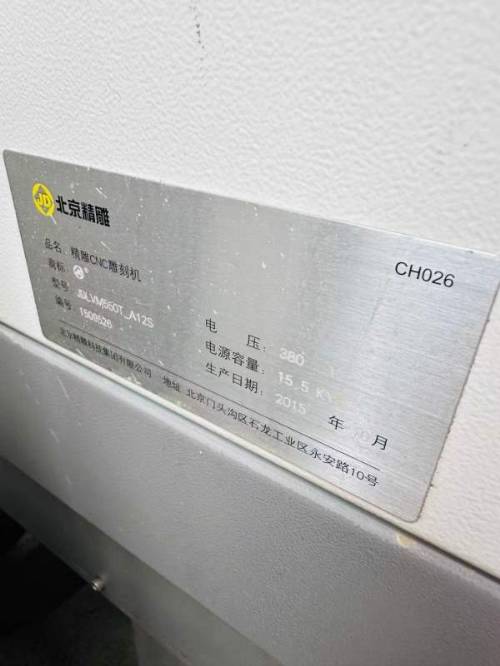 JD 北京精雕
CH026
品名: 精雕CNC雕刻机
商标:
型号: JDLVM550T_A12S
编号: 1500526
电 压: 380
电源容量: 15.5 K
生产日期: 2015 年 月
北京精雕科技集团有限公司 地址: 北京门头沟区石龙工业区永安路10号